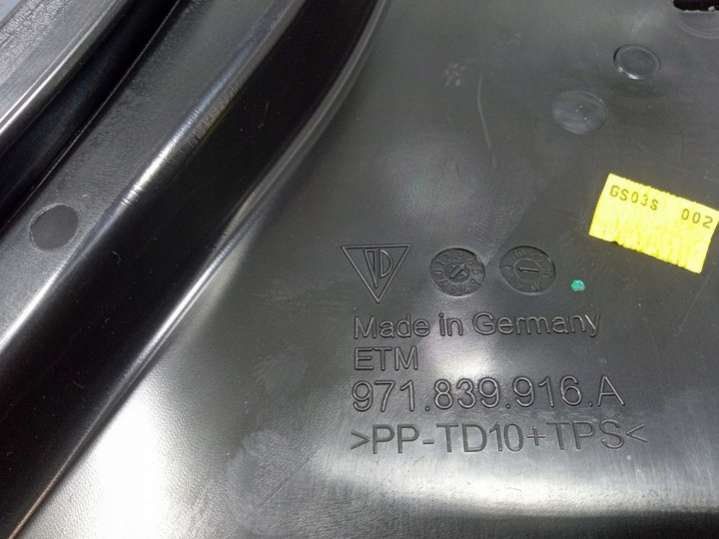 GS03S 002
Made in Germany
ETM
971.839.916.A
>PP-TD10+TPS<